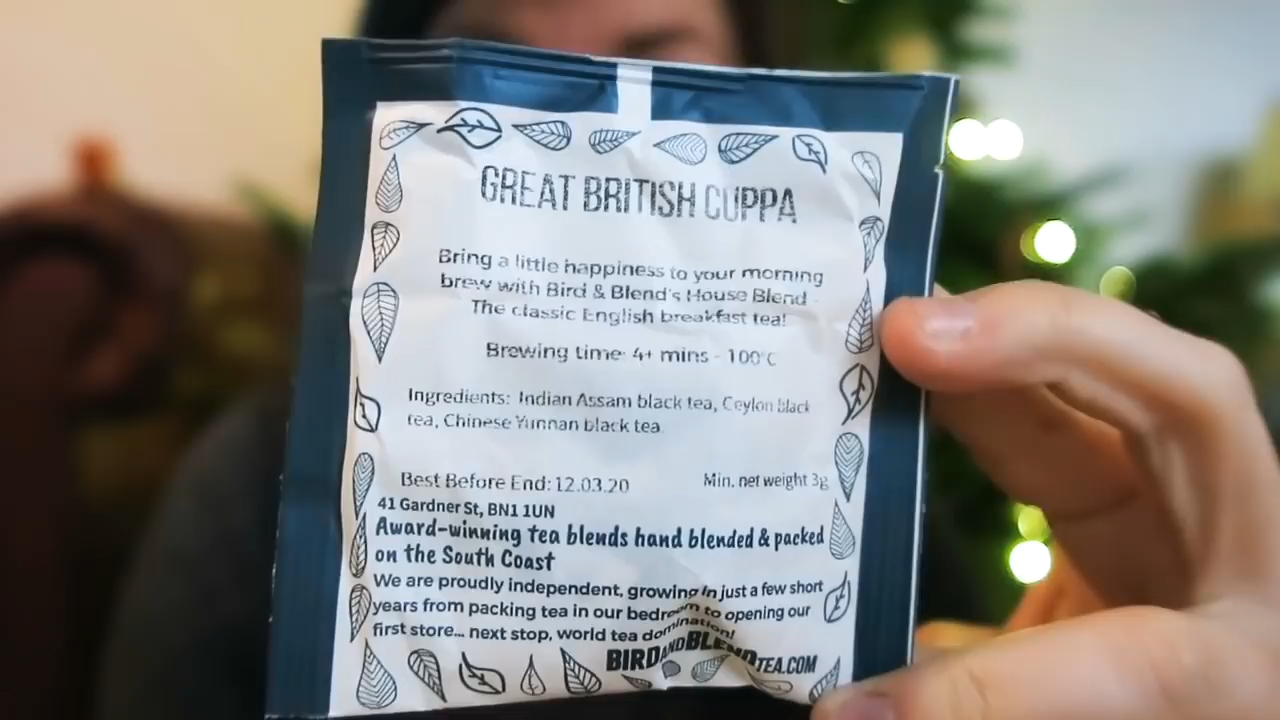 GREAT BRITISH CUPPA
Bring a little happiness to your morning
brew with Bird & Blend's House Blend -
The classic English breakfast tea!
Brewing time: 4+ mins - 100°C
Ingredients: Indian Assam black tea, Ceylon black
tea, Chinese Yunnan black tea
Best Before End: 12.03.20 Min. net weight 3g
41 Gardner St, BN1 1UN
Award-winning tea blends hand blended & packed
on the South Coast
We are proudly independent, growing in just a few short
years from packing tea in our bedroom to opening our
first store... next stop, world tea domination!
BIRDANDBLENDTEA.COM